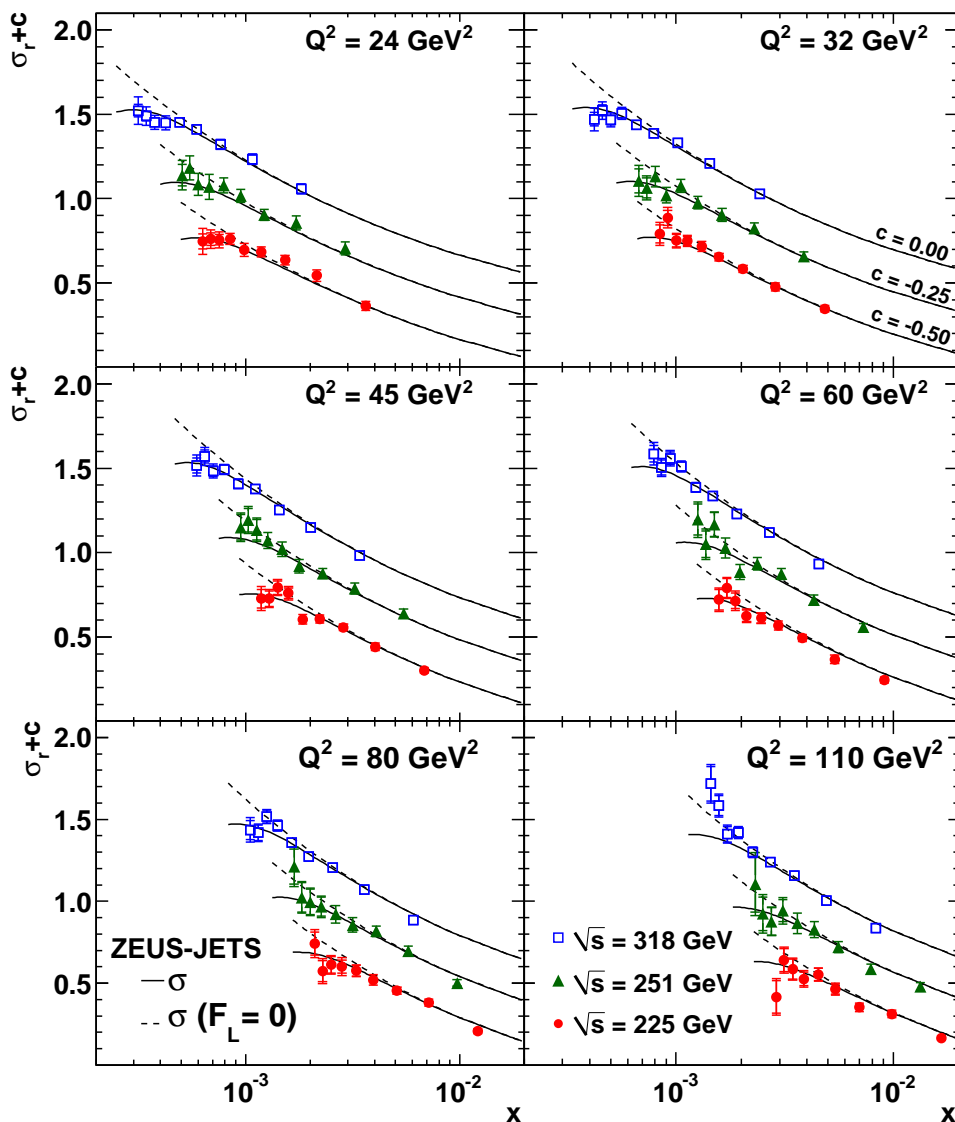 σr+c
2.0
1.5
1.0
0.5
Q² = 24 GeV²
Q² = 32 GeV²
c = 0.00
c = -0.25
c = -0.50
σr+c
2.0
1.5
1.0
0.5
Q² = 45 GeV²
Q² = 60 GeV²
σr+c
2.0
1.5
1.0
0.5
Q² = 80 GeV²
ZEUS-JETS
σ
σ (F_L = 0)
Q² = 110 GeV²
√s = 318 GeV
√s = 251 GeV
√s = 225 GeV
10⁻³ 10⁻² x
10⁻³ 10⁻² x